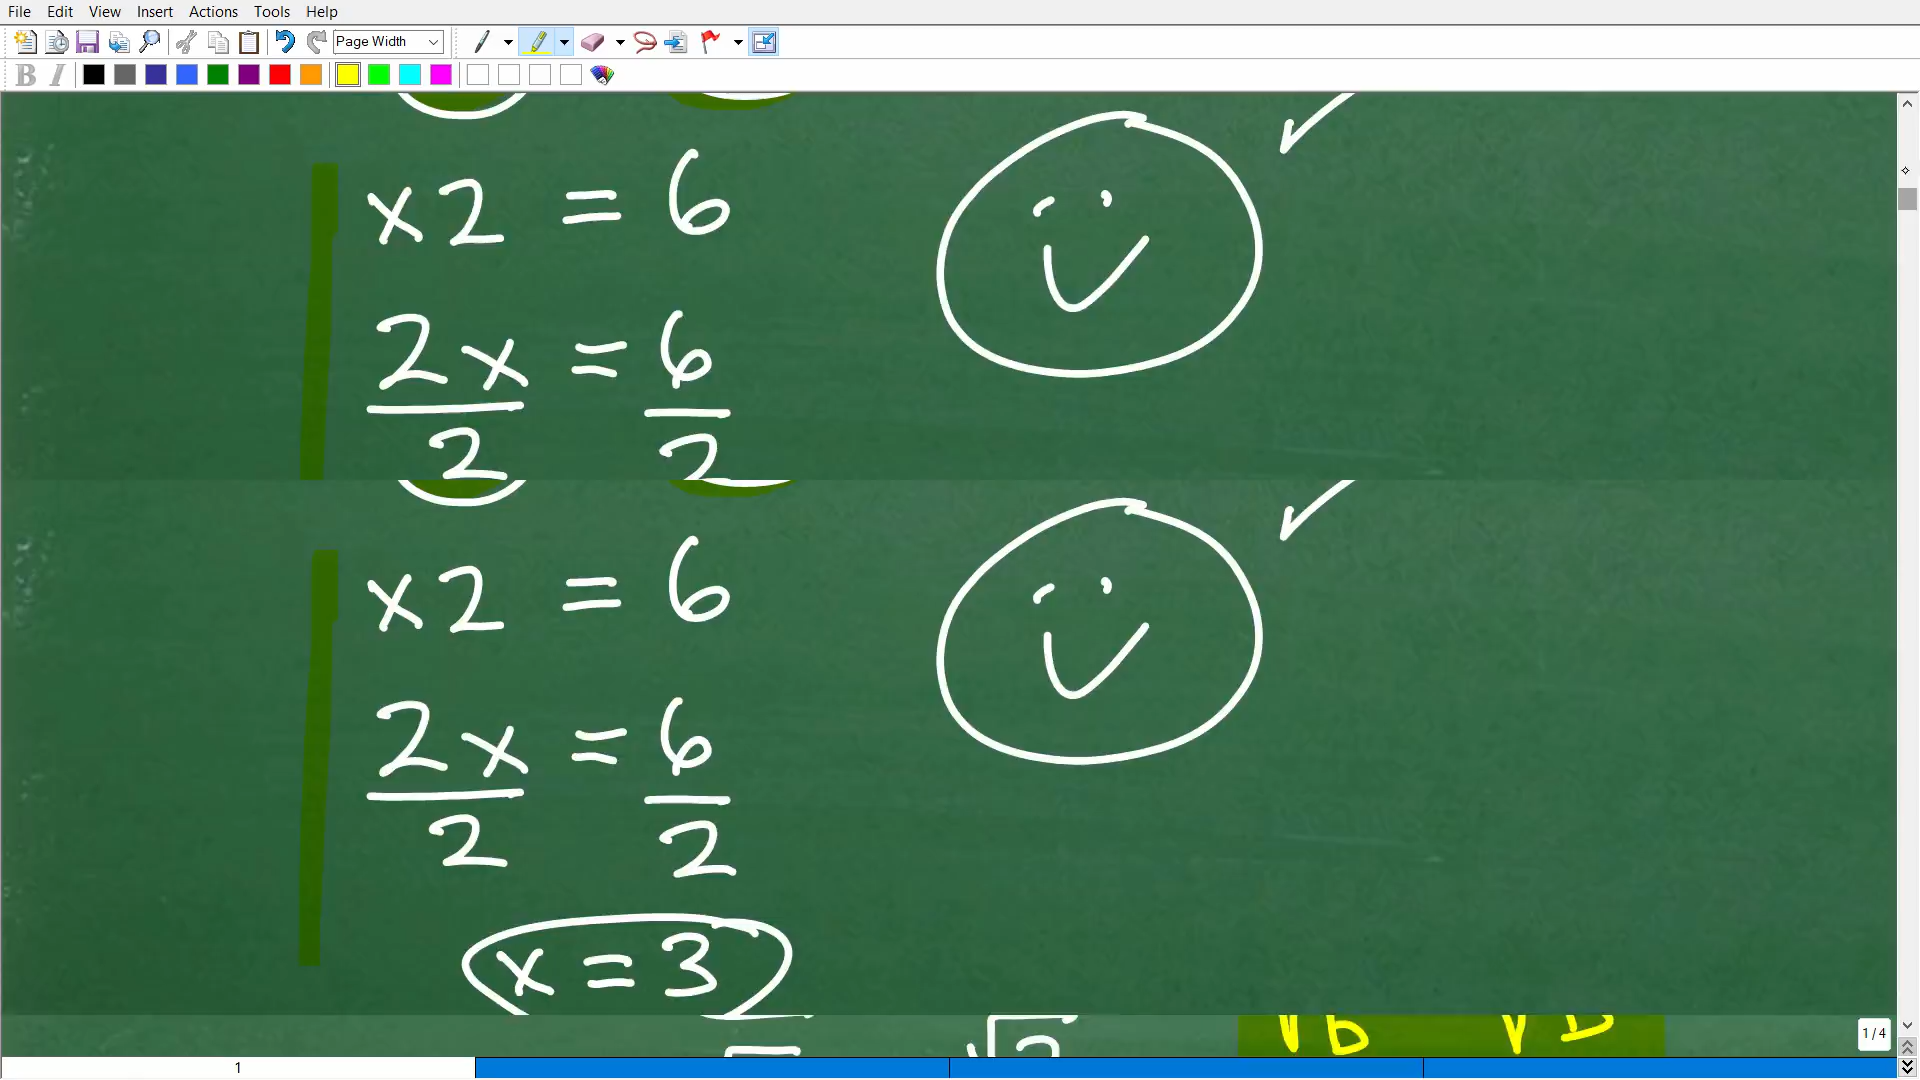 File Edit View Insert Actions Tools Help
Page Width
B I
x2 = 6
2x = 6
2 2
x2 = 6
2x = 6
2 2
x = 3
√b √b
1 / 4
1